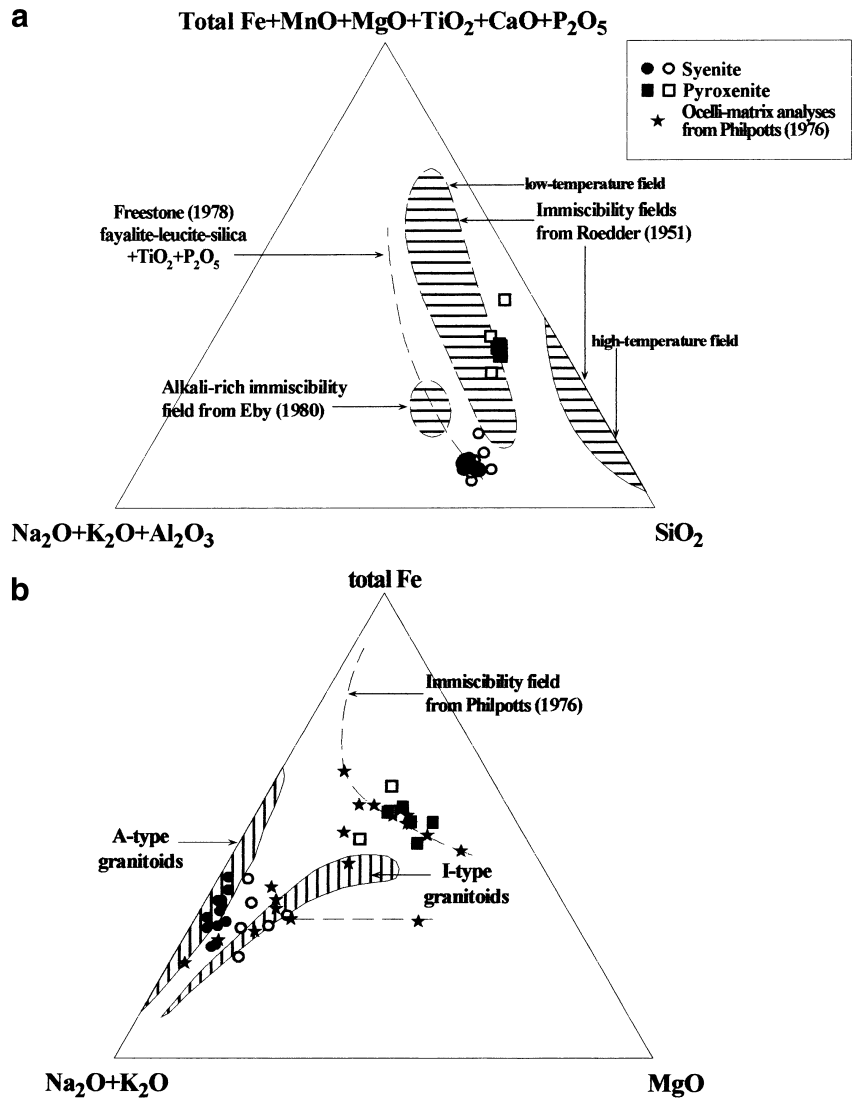 a
Total Fe+MnO+MgO+TiO₂+CaO+P₂O₅
Syenite
Pyroxenite
Ocelli-matrix analyses
from Philpotts (1976)
low-temperature field
Freestone (1978)
fayalite-leucite-silica
+TiO₂+P₂O₅
Immiscibility fields
from Roedder (1951)
high-temperature field
Alkali-rich immiscibility
field from Eby (1980)
Na₂O+K₂O+Al₂O₃
SiO₂
b
total Fe
Immiscibility field
from Philpotts (1976)
A-type
granitoids
I-type
granitoids
Na₂O+K₂O
MgO